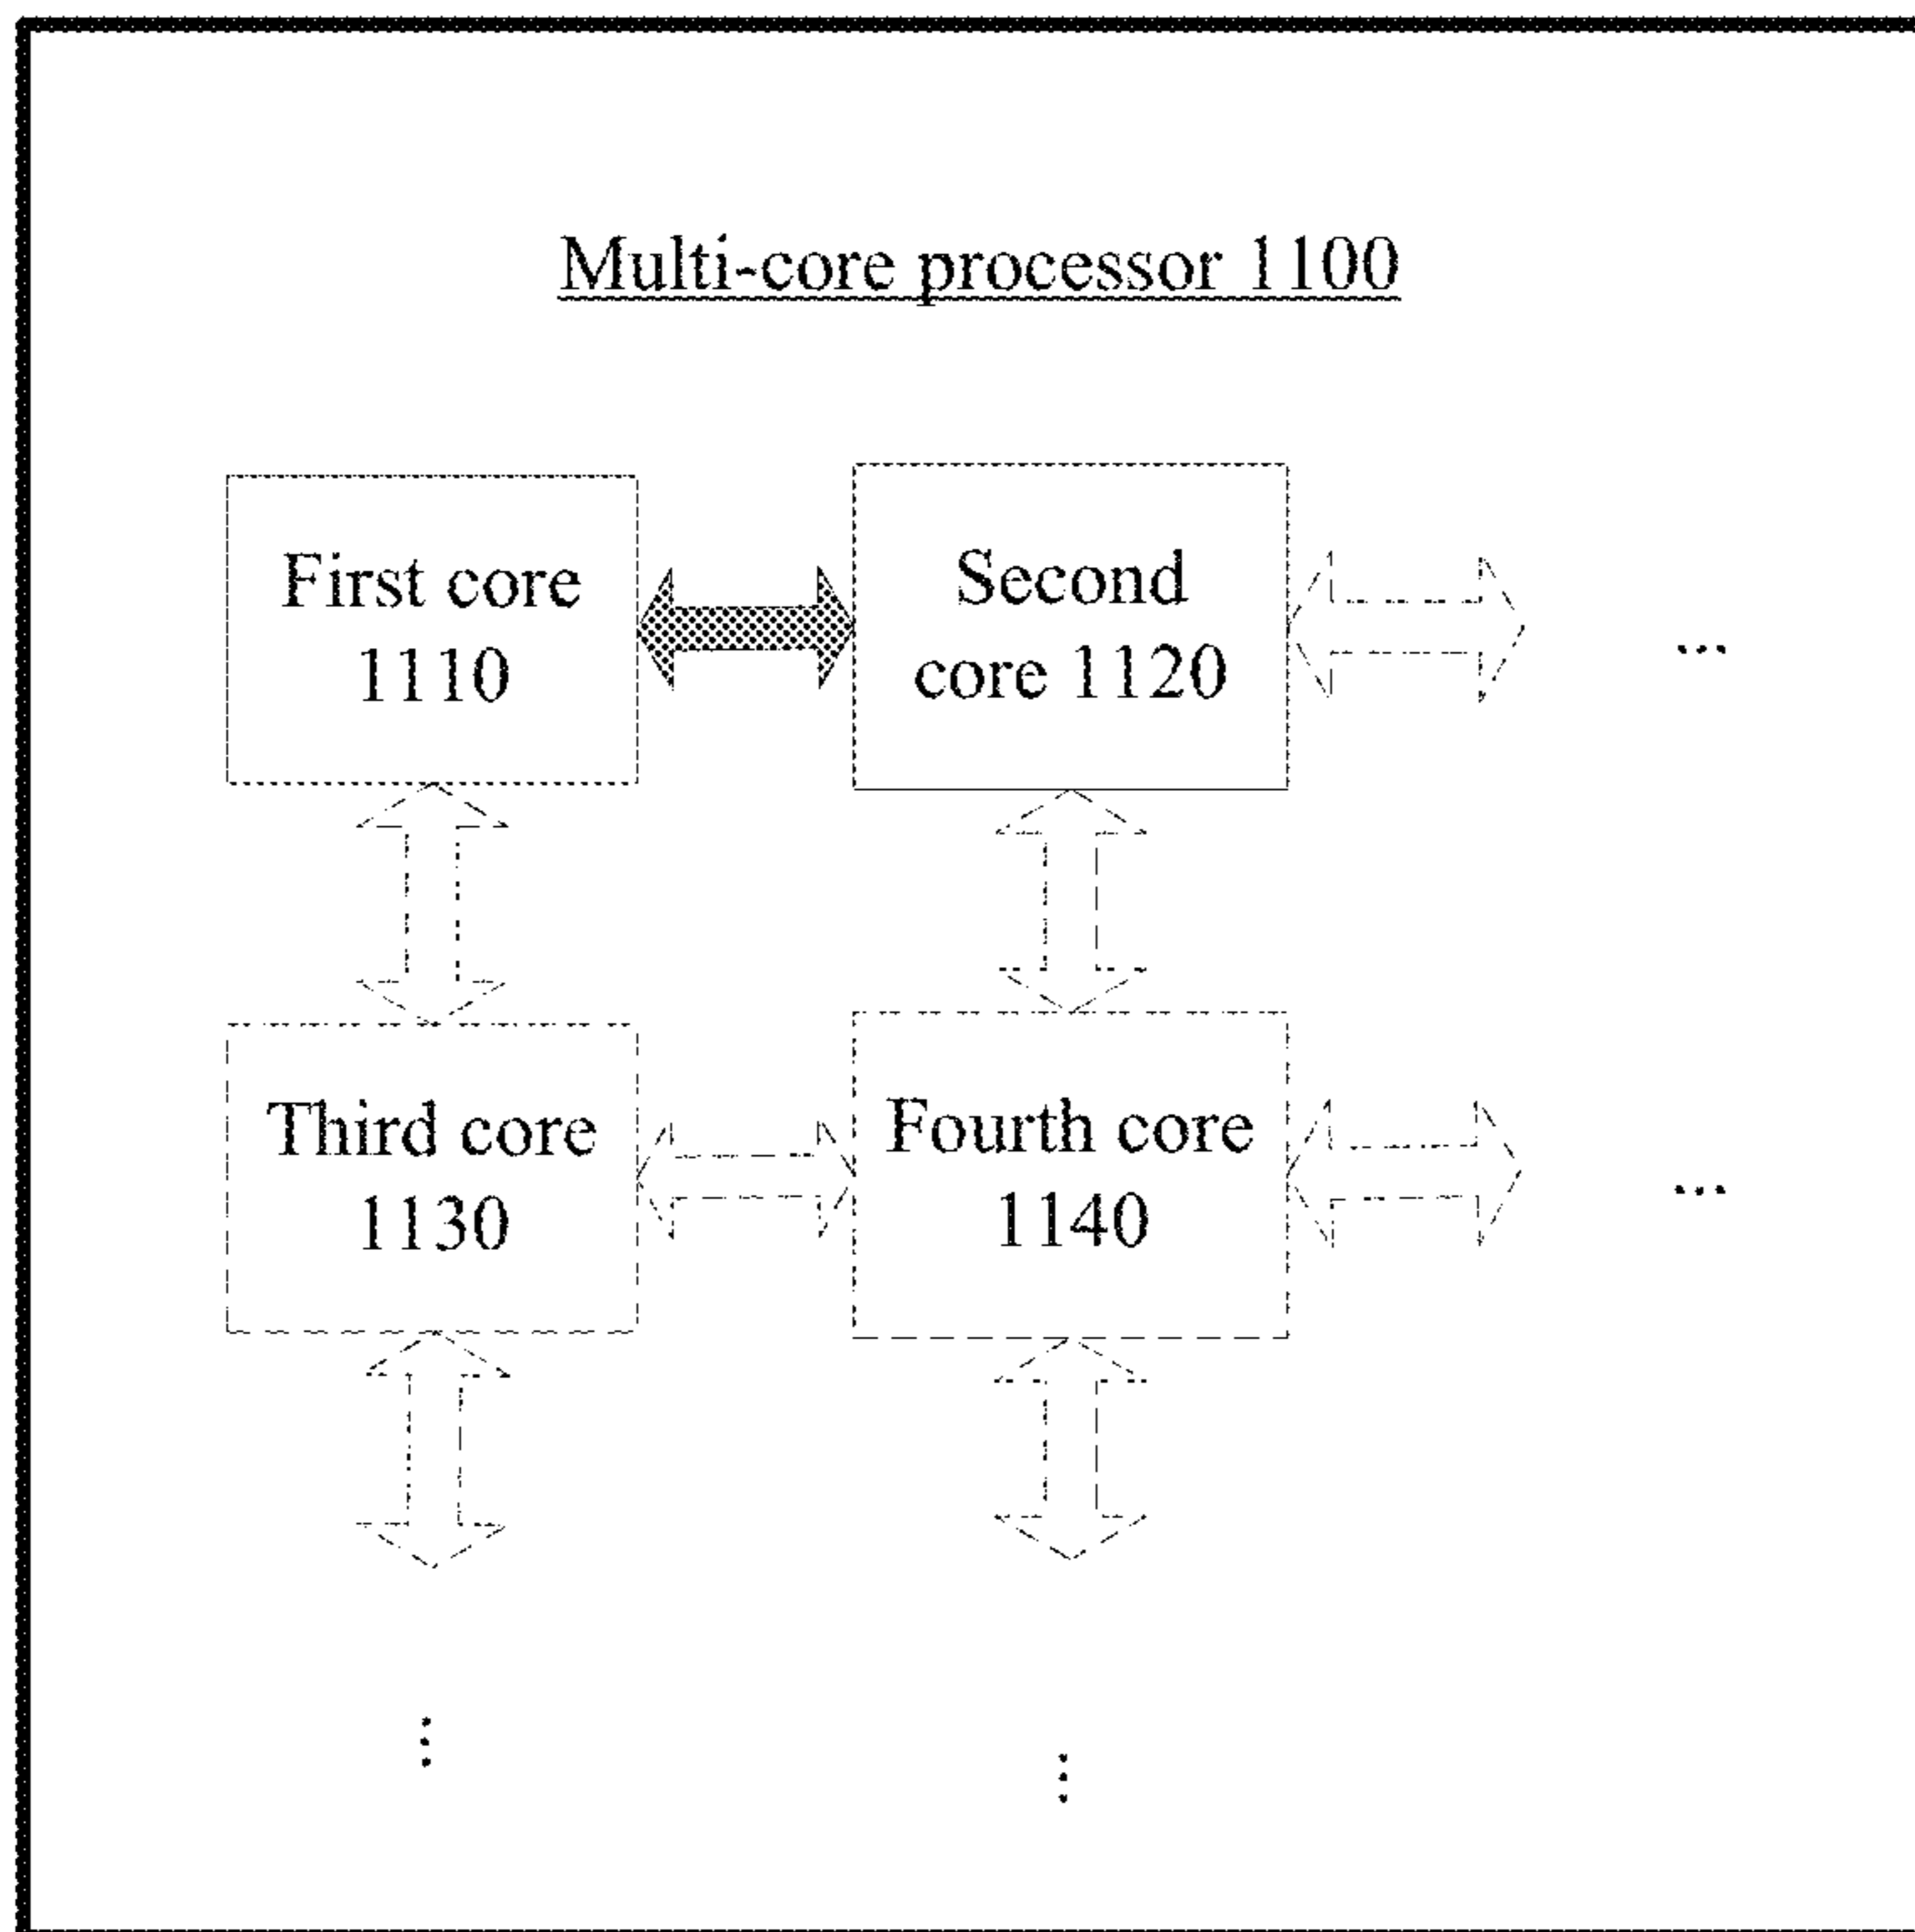 Multi-core processor 1100
First core
1110
Second
core 1120
...
Third core
1130
Fourth core
1140
...
...
...